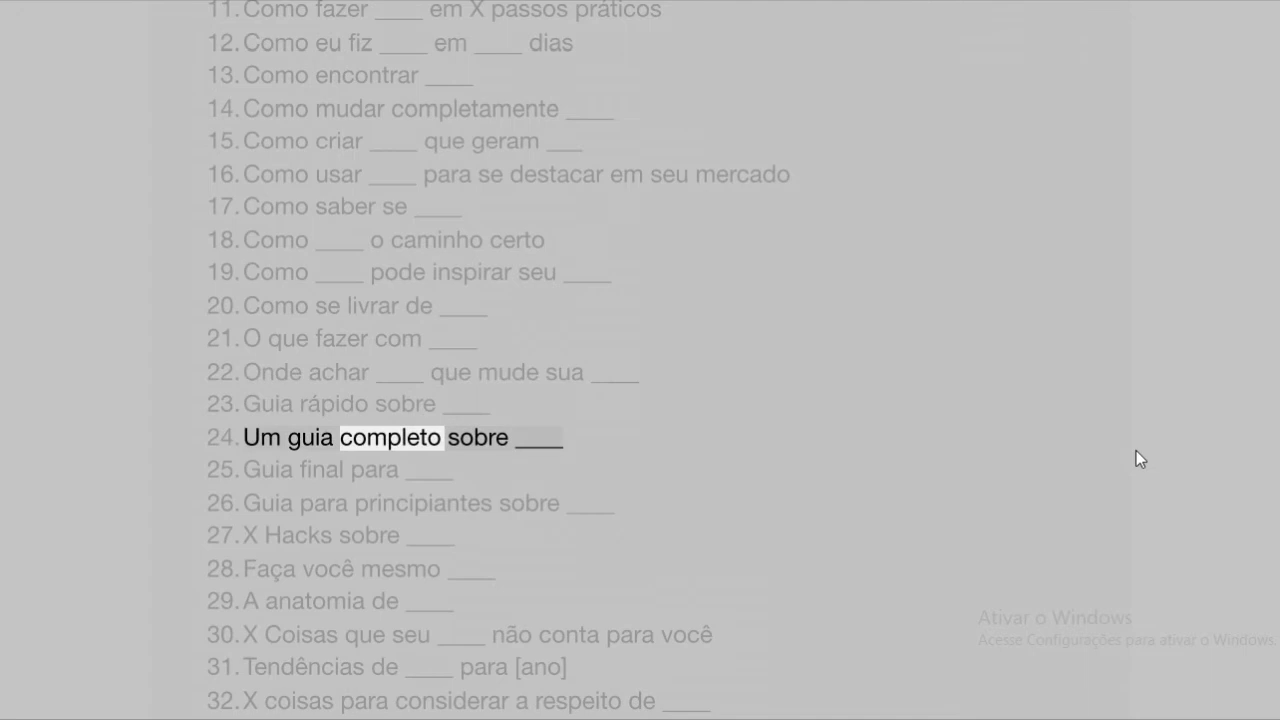 11. Como fazer ____ em X passos práticos
12. Como eu fiz ____ em ____ dias
13. Como encontrar ____
14. Como mudar completamente ____
15. Como criar ____ que geram ___
16. Como usar ____ para se destacar em seu mercado
17. Como saber se ____
18. Como ____ o caminho certo
19. Como ____ pode inspirar seu ____
20. Como se livrar de ____
21. O que fazer com ____
22. Onde achar ____ que mude sua ____
23. Guia rápido sobre ____
24. Um guia completo sobre ____
25. Guia final para ____
26. Guia para principiantes sobre ____
27. X Hacks sobre ____
28. Faça você mesmo ____
29. A anatomia de ____
30. X Coisas que seu ____ não conta para você
31. Tendências de ____ para [ano]
32. X coisas para considerar a respeito de ____
Ativar o Windows
Acesse Configurações para ativar o Windows.